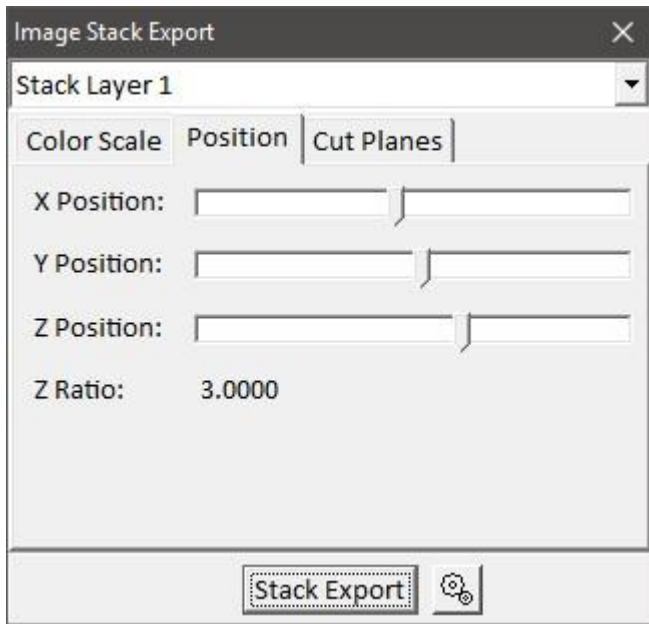 Image Stack Export
Stack Layer 1
Color Scale Position Cut Planes
X Position:
Y Position:
Z Position:
Z Ratio: 3.0000
Stack Export